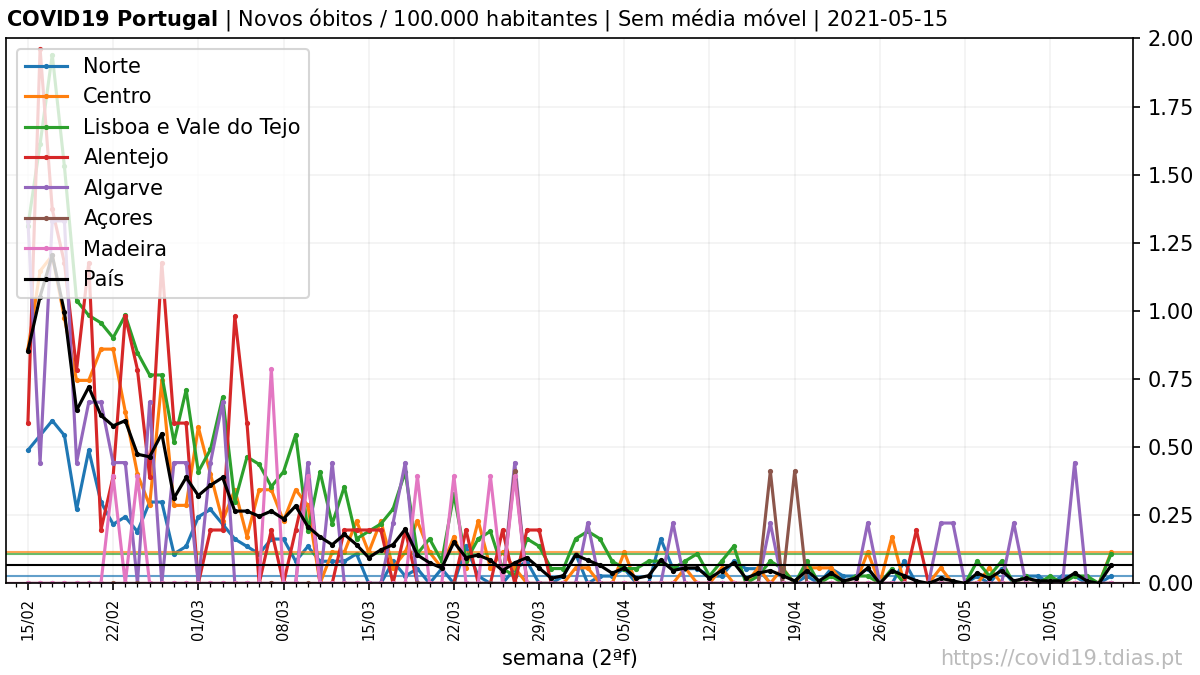 COVID19 Portugal | Novos óbitos / 100.000 habitantes | Sem média móvel | 2021-05-15
Norte
Centro
Lisboa e Vale do Tejo
Alentejo
Algarve
Açores
Madeira
País
2.00
1.75
1.50
1.25
1.00
0.75
0.50
0.25
0.00
15/02
22/02
01/03
08/03
15/03
22/03
29/03
05/04
12/04
19/04
26/04
03/05
10/05
semana (2ªf)
https://covid19.tdias.pt